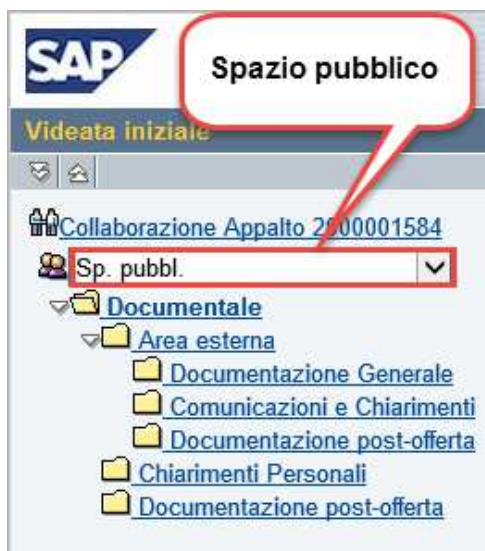 SAP
Spazio pubblico
Videata iniziale
Collaborazione Appalto 2000001584
Sp. pubbl.
Documentale
Area esterna
Documentazione Generale
Comunicazioni e Chiarimenti
Documentazione post-offerta
Chiarimenti Personali
Documentazione post-offerta